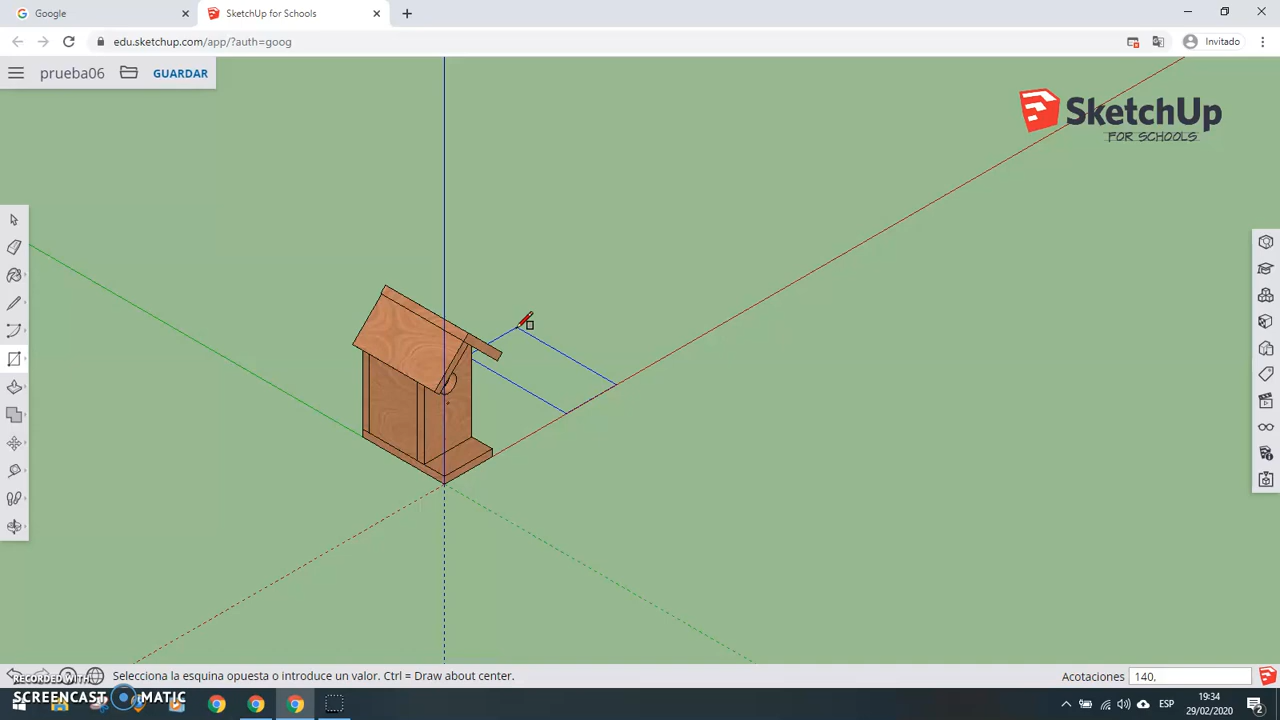 Google
SketchUp for Schools
edu.sketchup.com/app/?auth=goog
Invitado
prueba06
GUARDAR
SketchUp
FOR SCHOOLS
Selecciona la esquina opuesta o introduce un valor. Ctrl = Draw about center.
Acotaciones
140,
RECORDED WITH
SCREENCAST MATIC
ESP
19:34
29/02/2020
2